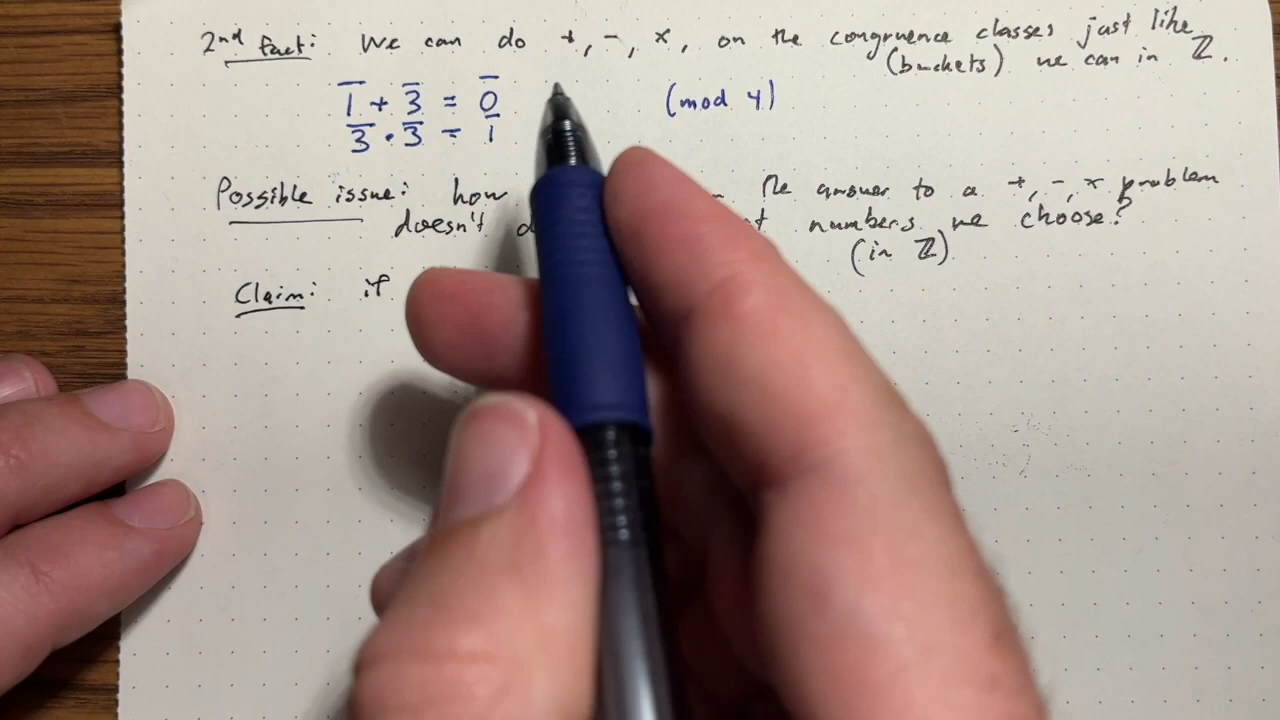 2nd fact: We can do +, -, ×, on the congruence classes just like
(buckets) we can in ℤ.
1̅ + 3̅ = 0̅ (mod 4)
3̅ · 3̅ = 1̅
Possible issue: how the answer to a +, -, × problem
doesn't numbers we choose?
(in ℤ)
Claim: if